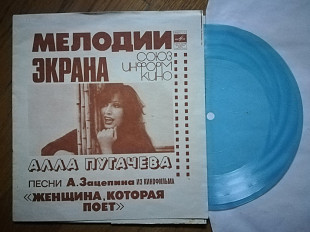 МЕЛОДИИ
ЭКРАНА
СОЮЗ
ИНФОРМ
КИНО
АЛЛА ПУГАЧЕВА
ПЕСНИ А. Зацепина ИЗ КИНОФИЛЬМА
«ЖЕНЩИНА, КОТОРАЯ
ПОЕТ»